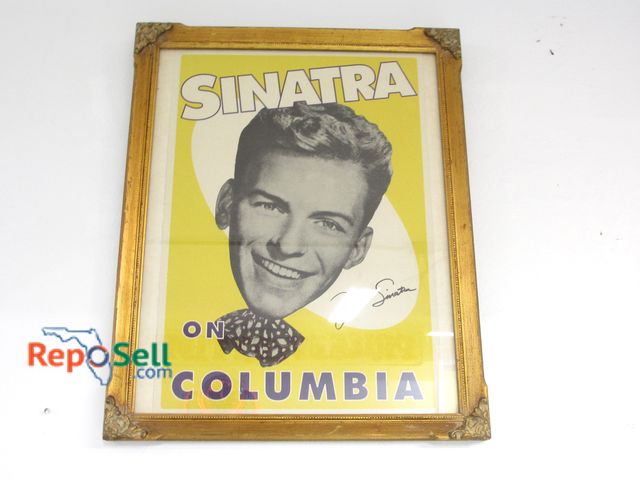 SINATRA
Sinatra
ON
COLUMBIA
RepoSell
.com